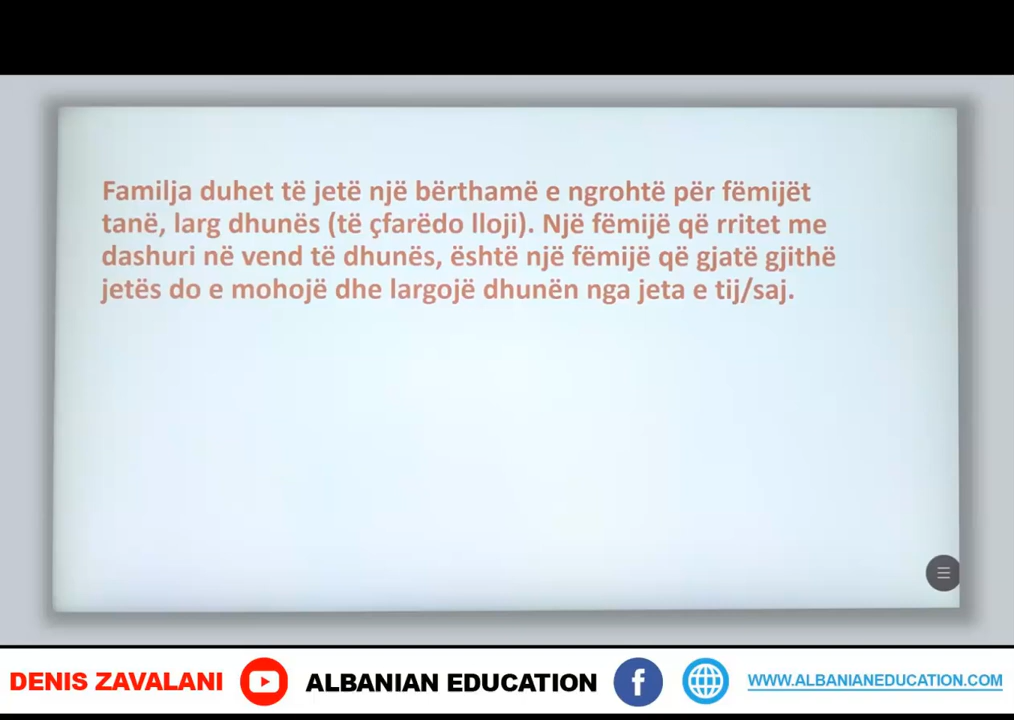 Familja duhet të jetë një bërthamë e ngrohtë për fëmijët
tanë, larg dhunës (të çfarëdo lloji). Një fëmijë që rritet me
dashuri në vend të dhunës, është një fëmijë që gjatë gjithë
jetës do e mohojë dhe largojë dhunën nga jeta e tij/saj.
DENIS ZAVALANI ALBANIAN EDUCATION f WWW.ALBANIANEDUCATION.COM